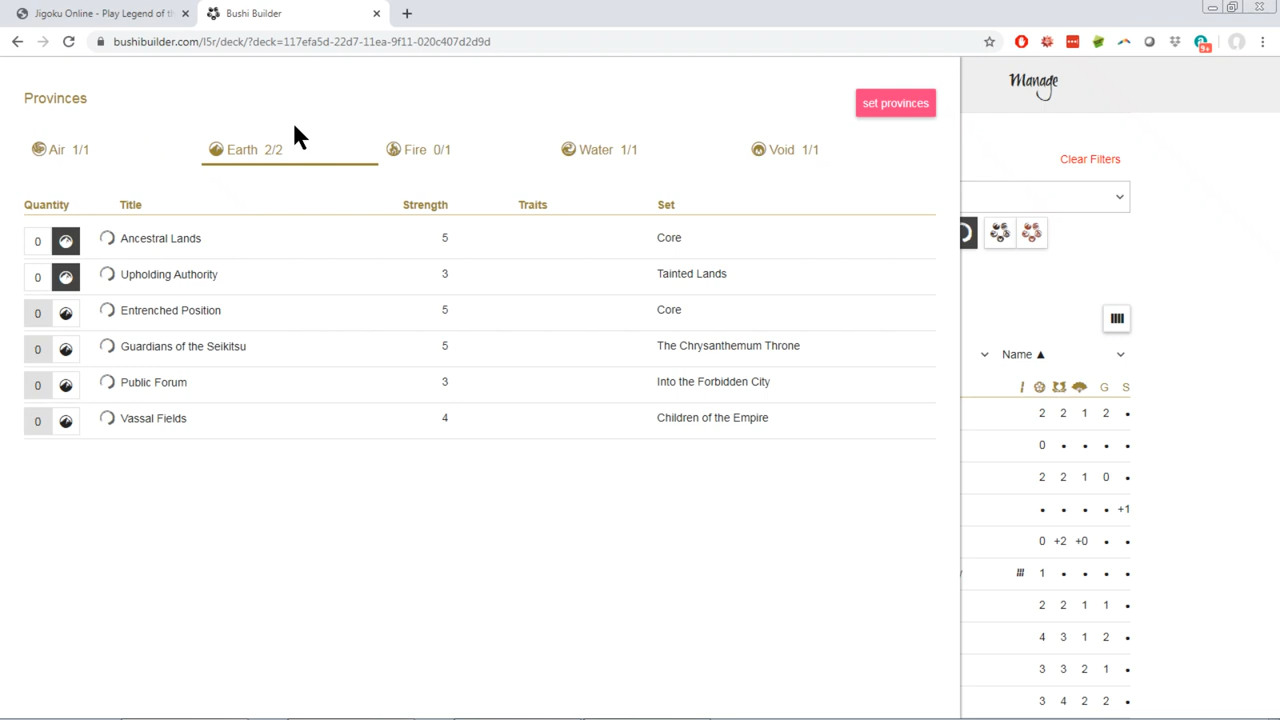 Jigoku Online - Play Legend of th
Bushi Builder
bushibuilder.com/l5r/deck/?deck=117efa5d-22d7-11ea-9f11-020c407d2d9d
9+
Provinces
set provinces
Manage
Air 1/1
Earth 2/2
Fire 0/1
Water 1/1
Void 1/1
Clear Filters
Quantity Title Strength Traits Set
0 Ancestral Lands 5 Core
0 Upholding Authority 3 Tainted Lands
0 Entrenched Position 5 Core
0 Guardians of the Seikitsu 5 The Chrysanthemum Throne
0 Public Forum 3 Into the Forbidden City
0 Vassal Fields 4 Children of the Empire
Name ▲
G S
2 2 1 2 •
0 • • • •
2 2 1 0 •
• • • • +1
0 +2 +0 • •
1 • • • •
2 2 1 1 •
4 3 1 2 •
3 3 2 1 •
3 4 2 2 •